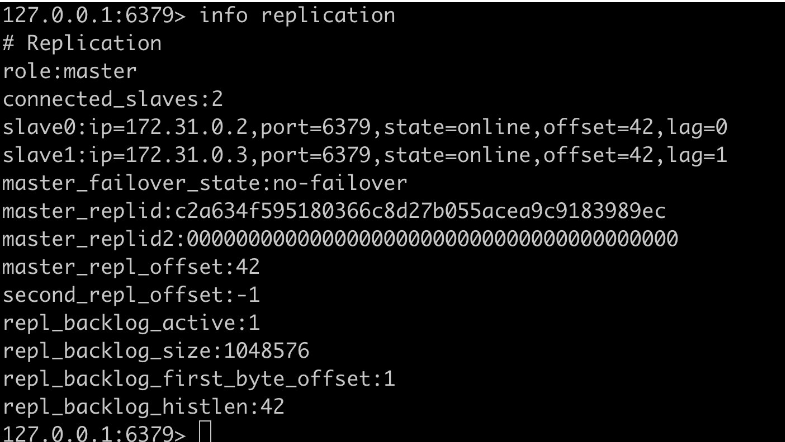 127.0.0.1:6379> info replication
# Replication
role:master
connected_slaves:2
slave0:ip=172.31.0.2,port=6379,state=online,offset=42,lag=0
slave1:ip=172.31.0.3,port=6379,state=online,offset=42,lag=1
master_failover_state:no-failover
master_replid:c2a634f595180366c8d27b055acea9c9183989ec
master_replid2:0000000000000000000000000000000000000000
master_repl_offset:42
second_repl_offset:-1
repl_backlog_active:1
repl_backlog_size:1048576
repl_backlog_first_byte_offset:1
repl_backlog_histlen:42
127.0.0.1:6379>